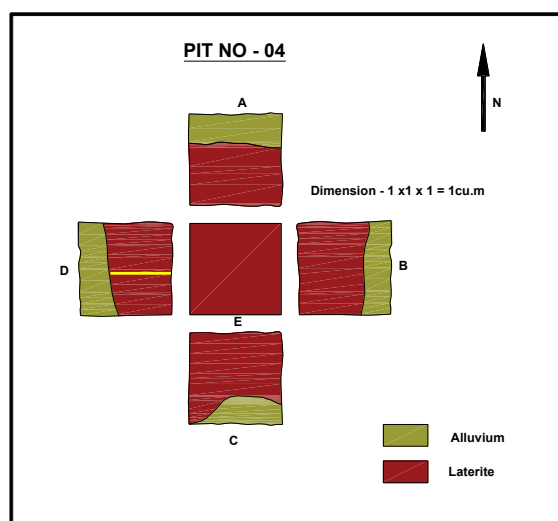 PIT NO - 04
A
N
Dimension - 1 x1 x 1 = 1cu.m
D
B
E
C
Alluvium
Laterite